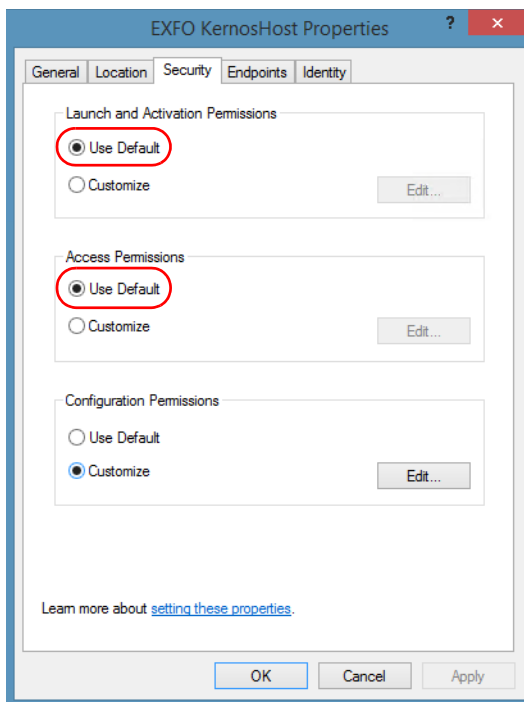 EXFO KernosHost Properties ? ×
General Location Security Endpoints Identity
Launch and Activation Permissions
Use Default
Customize
Edit...
Access Permissions
Use Default
Customize
Edit...
Configuration Permissions
Use Default
Customize
Edit...
Learn more about setting these properties.
OK Cancel Apply